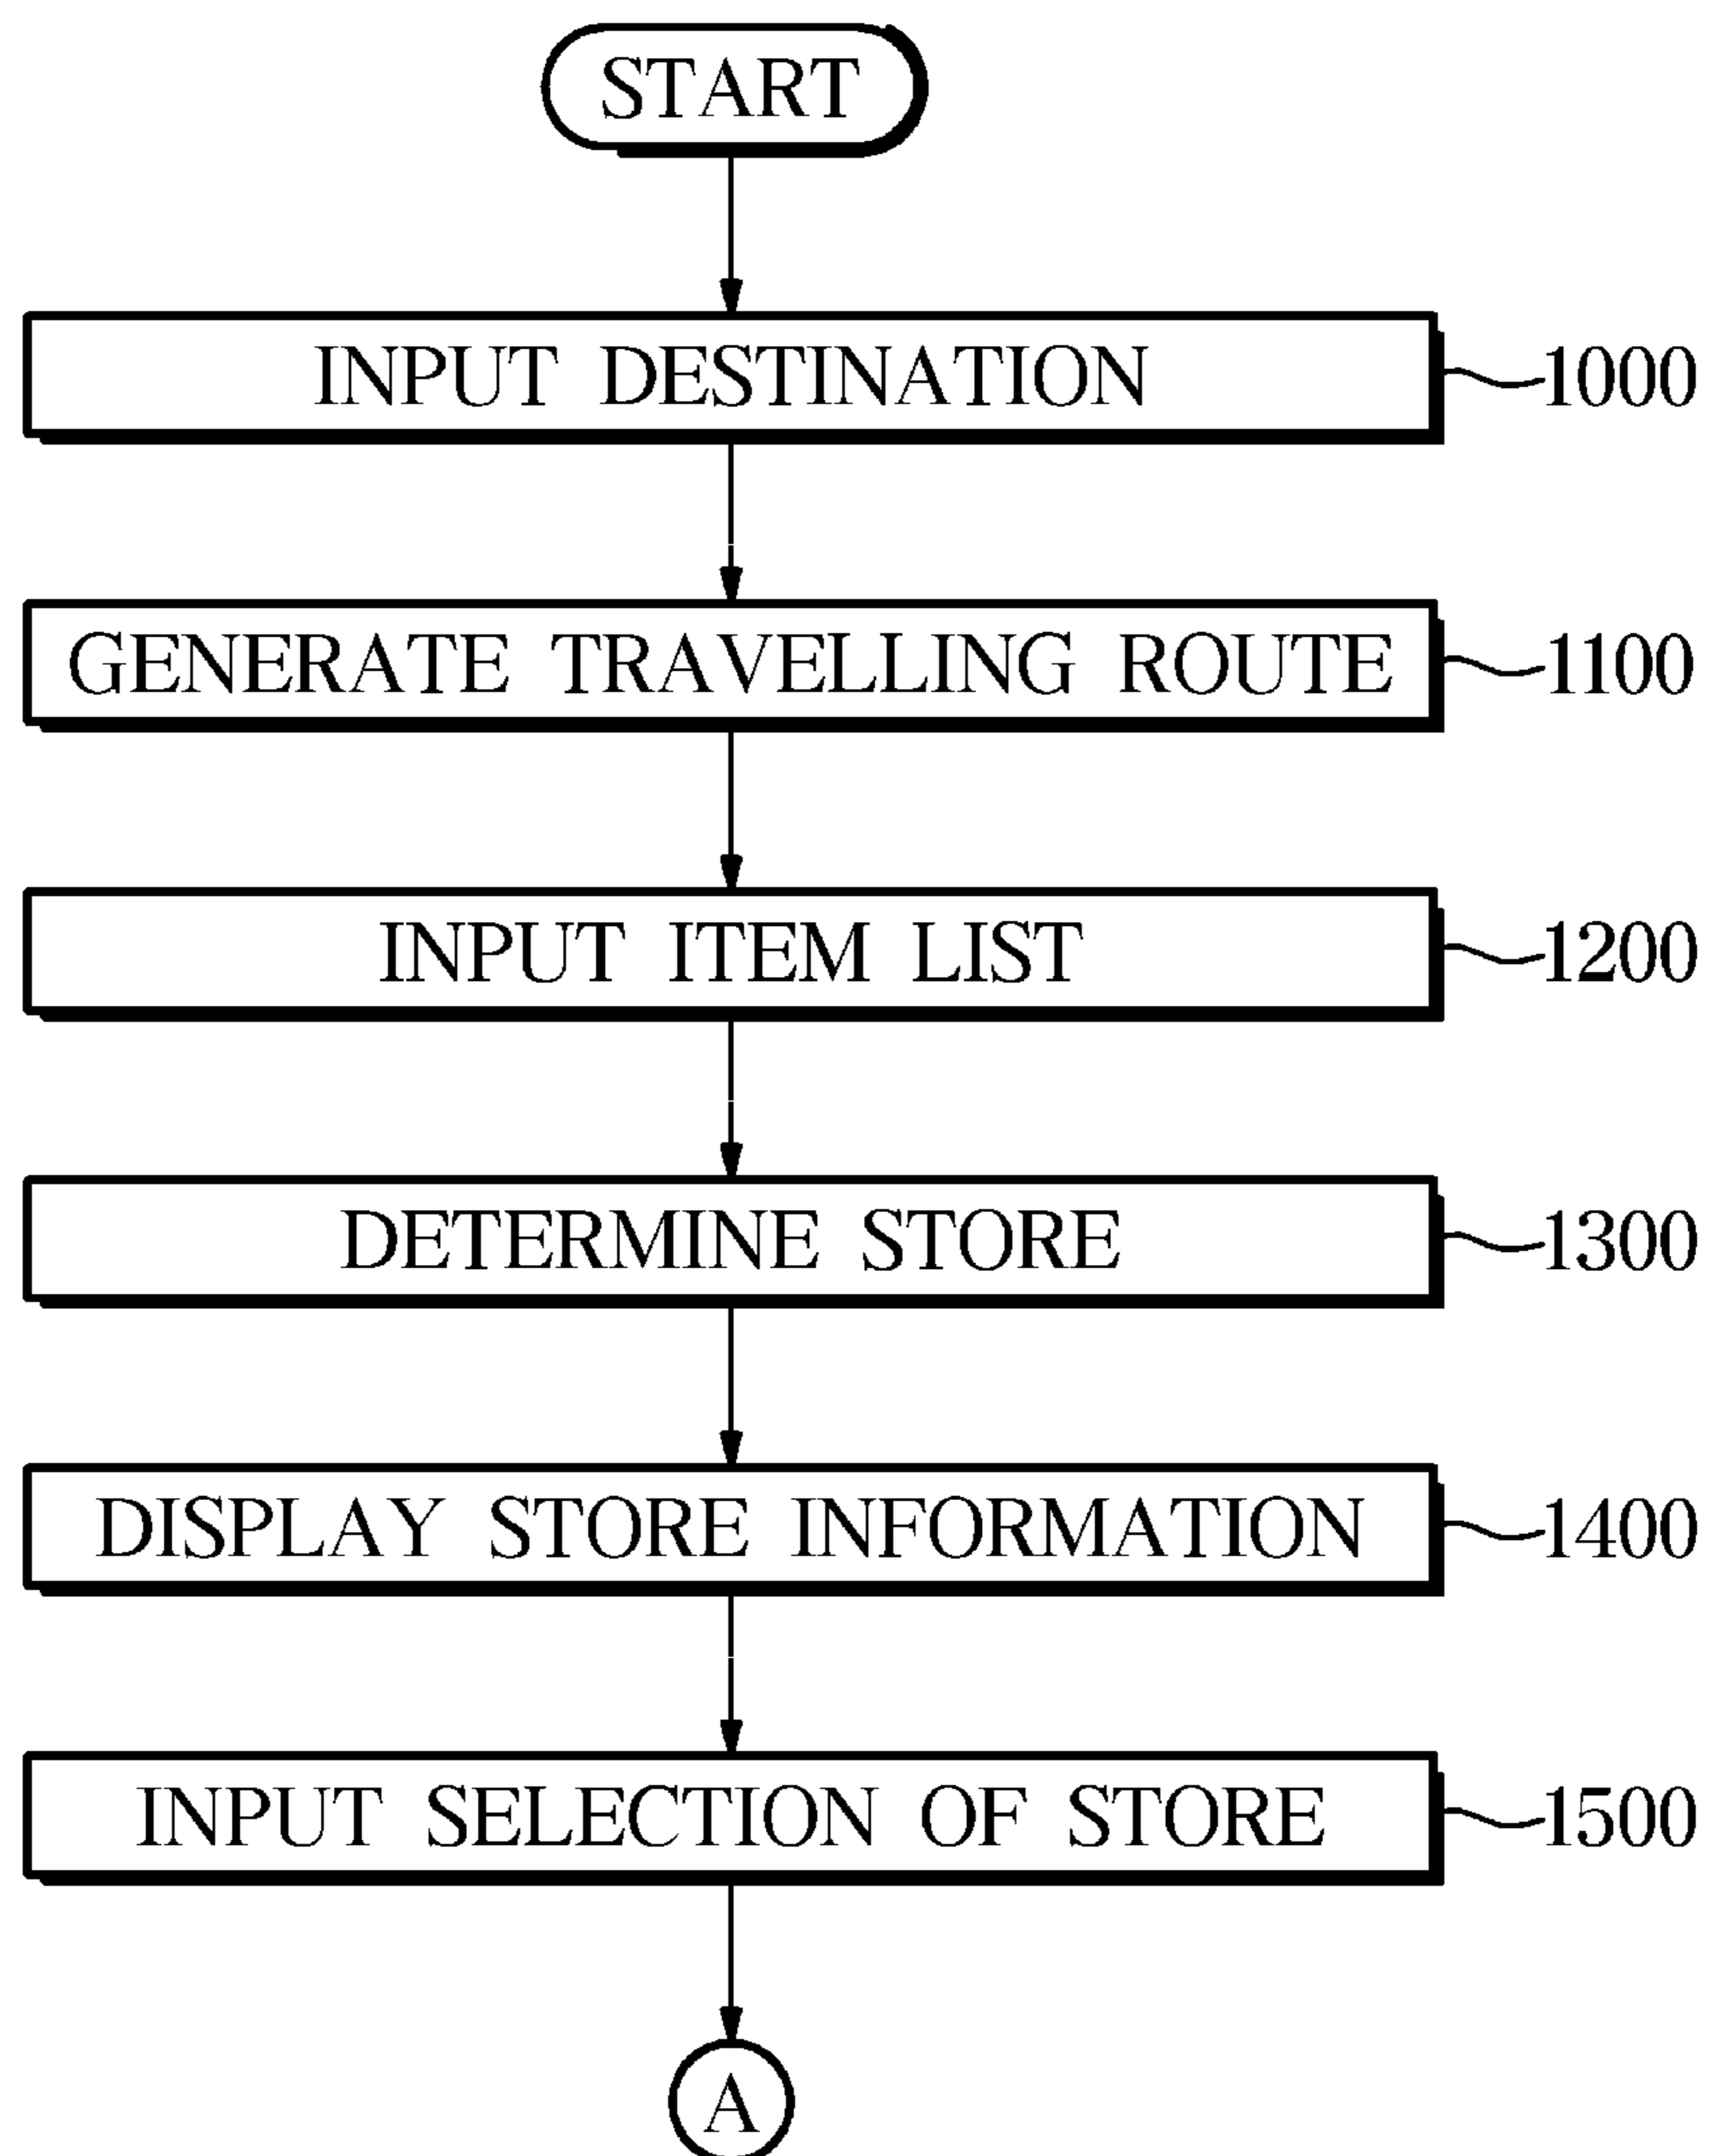 START
INPUT DESTINATION 1000
GENERATE TRAVELLING ROUTE 1100
INPUT ITEM LIST 1200
DETERMINE STORE 1300
DISPLAY STORE INFORMATION 1400
INPUT SELECTION OF STORE 1500
A